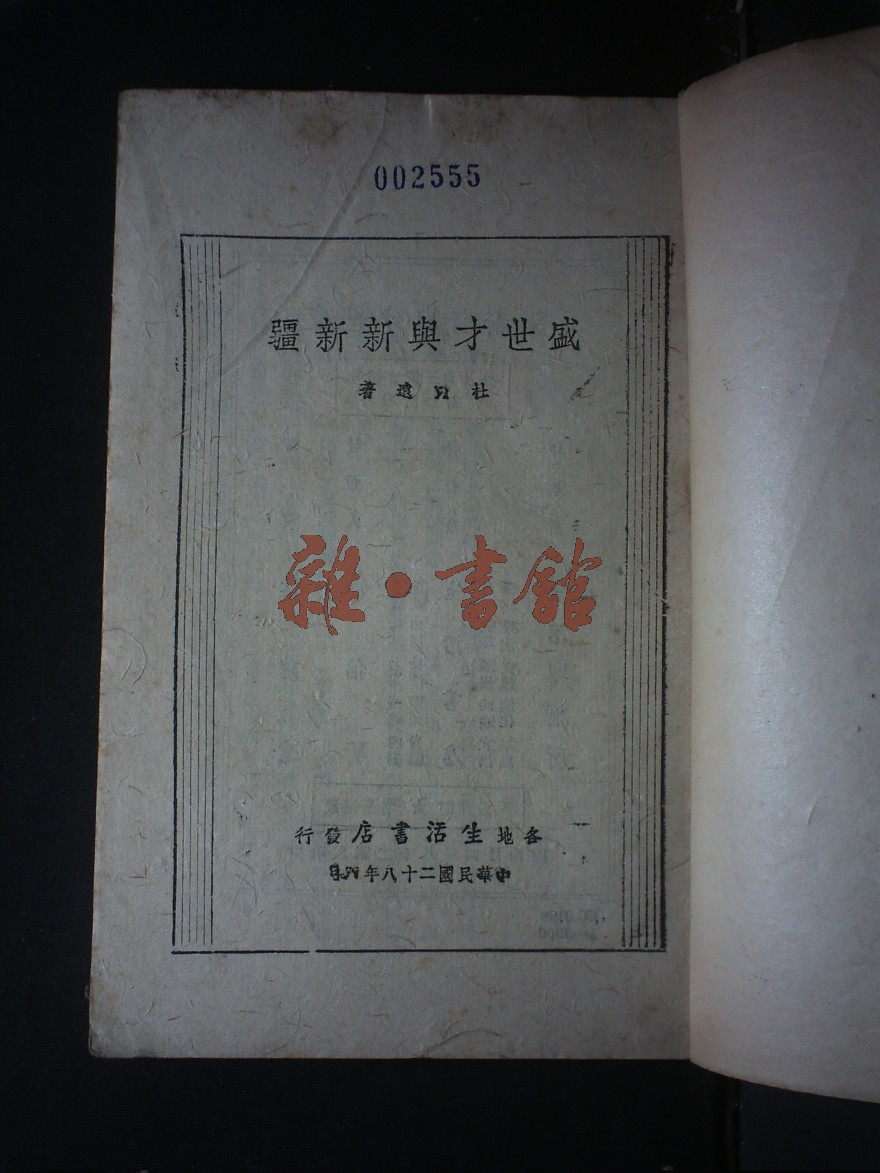 002555
盛世才與新新疆
杜重遠著
雜·書館
各地生活書店發行
中華民國二十八年四月